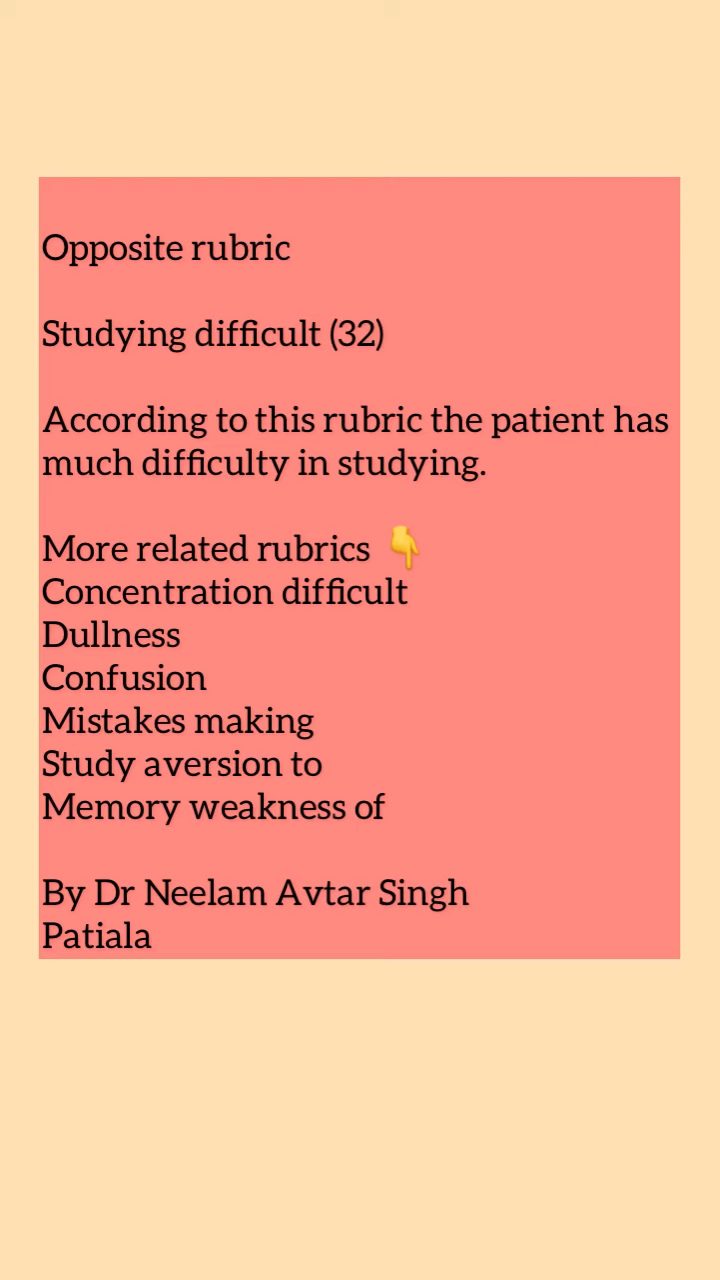 Opposite rubric
Studying difficult (32)
According to this rubric the patient has
much difficulty in studying.
More related rubrics 👇
Concentration difficult
Dullness
Confusion
Mistakes making
Study aversion to
Memory weakness of
By Dr Neelam Avtar Singh
Patiala